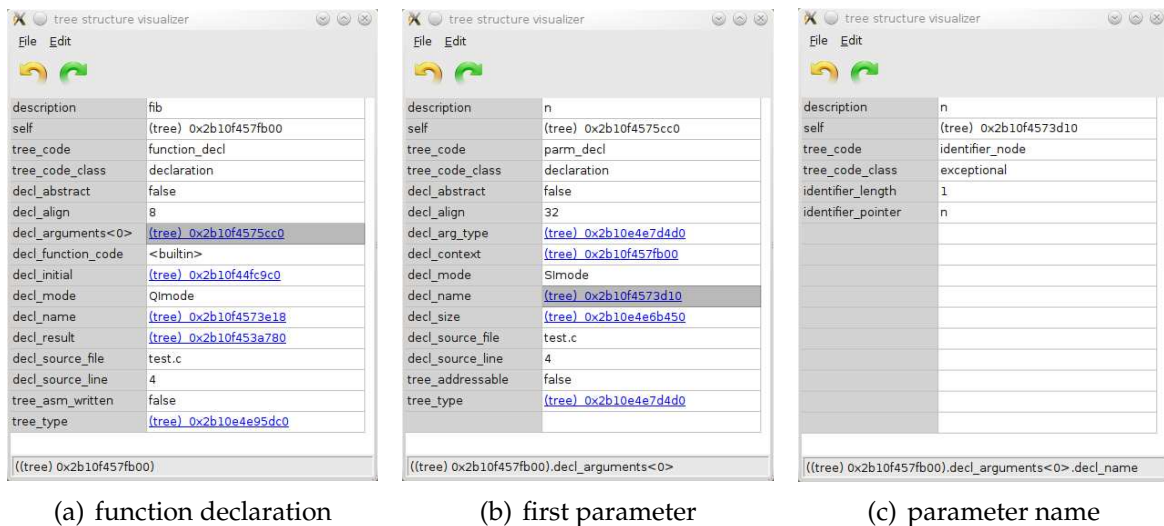 tree structure visualizer
File Edit
description fib
self (tree) 0x2b10f457fb00
tree_code function_decl
tree_code_class declaration
decl_abstract false
decl_align 8
decl_arguments<0> (tree) 0x2b10f4575cc0
decl_function_code <builtin>
decl_initial (tree) 0x2b10f44fc9c0
decl_mode QImode
decl_name (tree) 0x2b10f4573e18
decl_result (tree) 0x2b10f453a780
decl_source_file test.c
decl_source_line 4
tree_asm_written false
tree_type (tree) 0x2b10e4e95dc0
((tree) 0x2b10f457fb00)
(a) function declaration
tree structure visualizer
File Edit
description n
self (tree) 0x2b10f4575cc0
tree_code parm_decl
tree_code_class declaration
decl_abstract false
decl_align 32
decl_arg_type (tree) 0x2b10e4e7d4d0
decl_context (tree) 0x2b10f457fb00
decl_mode SImode
decl_name (tree) 0x2b10f4573d10
decl_size (tree) 0x2b10e4e6b450
decl_source_file test.c
decl_source_line 4
tree_addressable false
tree_type (tree) 0x2b10e4e7d4d0
((tree) 0x2b10f457fb00).decl_arguments<0>
(b) first parameter
tree structure visualizer
File Edit
description n
self (tree) 0x2b10f4573d10
tree_code identifier_node
tree_code_class exceptional
identifier_length 1
identifier_pointer n
((tree) 0x2b10f457fb00).decl_arguments<0>.decl_name
(c) parameter name